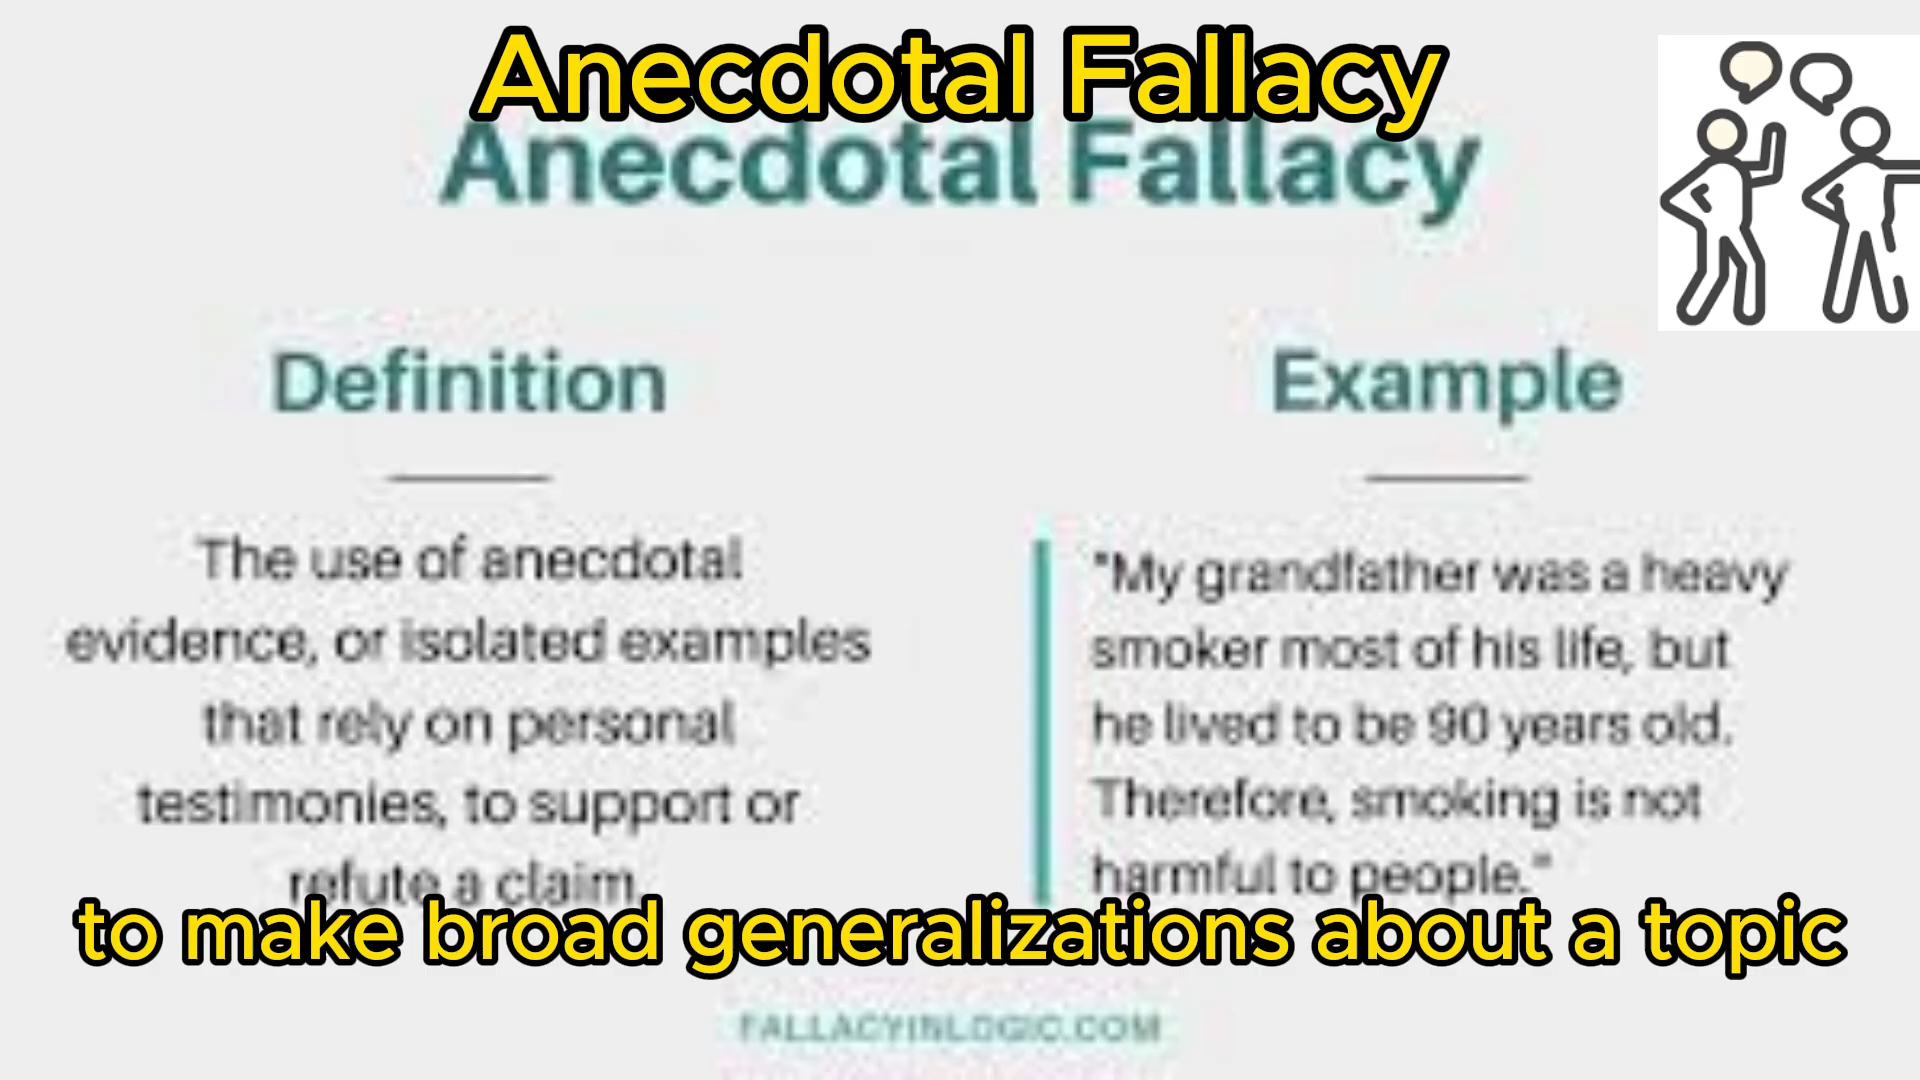 Anecdotal Fallacy
Anecdotal Fallacy
Definition
The use of anecdotal
evidence, or isolated examples
that rely on personal
testimonies, to support or
refute a claim.
Example
"My grandfather was a heavy
smoker most of his life, but
he lived to be 90 years old.
Therefore, smoking is not
harmful to people."
to make broad generalizations about a topic
FALLACYINLOGIC.COM